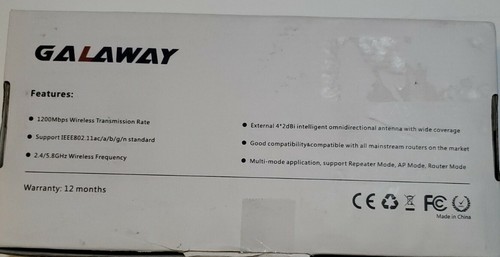 GALAWAY
Features:
1200Mbps Wireless Transmission Rate
Support IEEE802.11ac/a/b/g/n standard
2.4/5.8GHz Wireless Frequency
External 4*2dBi intelligent omnidirectional antenna with wide coverage
Good compatibility&compatible with all mainstream routers on the market
Multi-mode application, support Repeater Mode, AP Mode, Router Mode
Warranty: 12 months
CE FC
Made in China